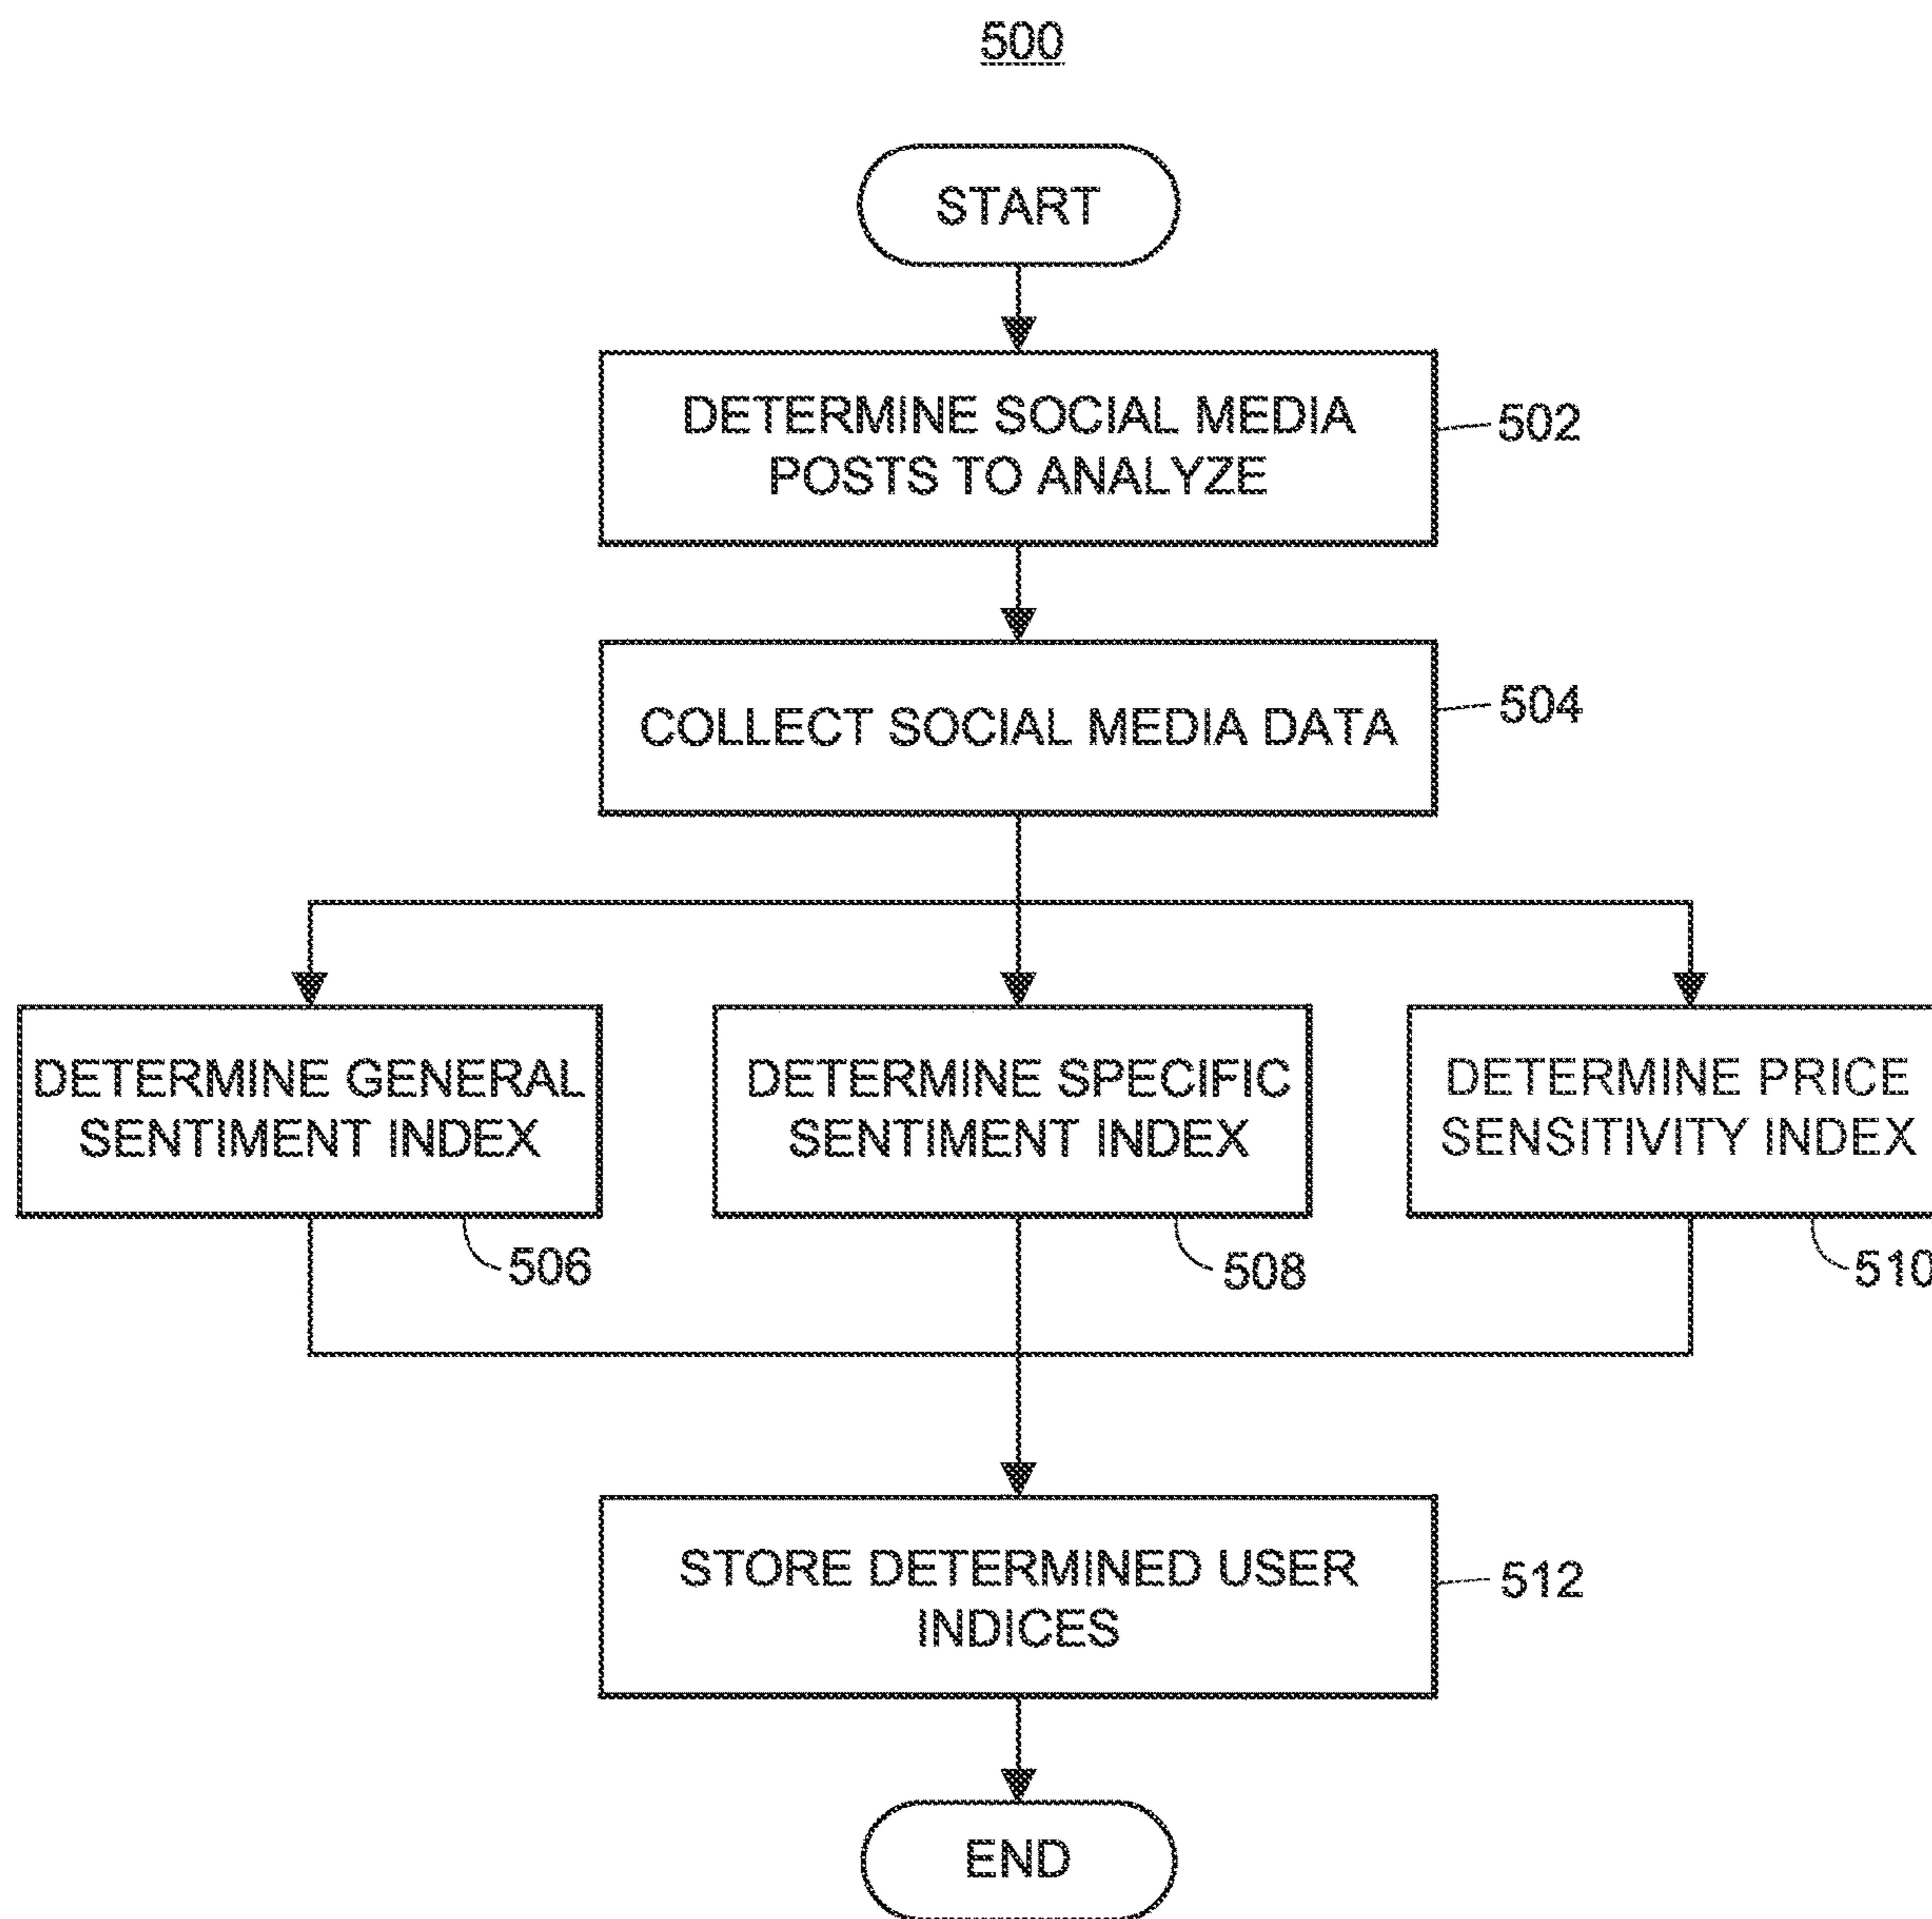 500
START
DETERMINE SOCIAL MEDIA
POSTS TO ANALYZE
502
COLLECT SOCIAL MEDIA DATA
504
DETERMINE GENERAL
SENTIMENT INDEX
506
DETERMINE SPECIFIC
SENTIMENT INDEX
508
DETERMINE PRICE
SENSITIVITY INDEX
510
STORE DETERMINED USER
INDICES
512
END